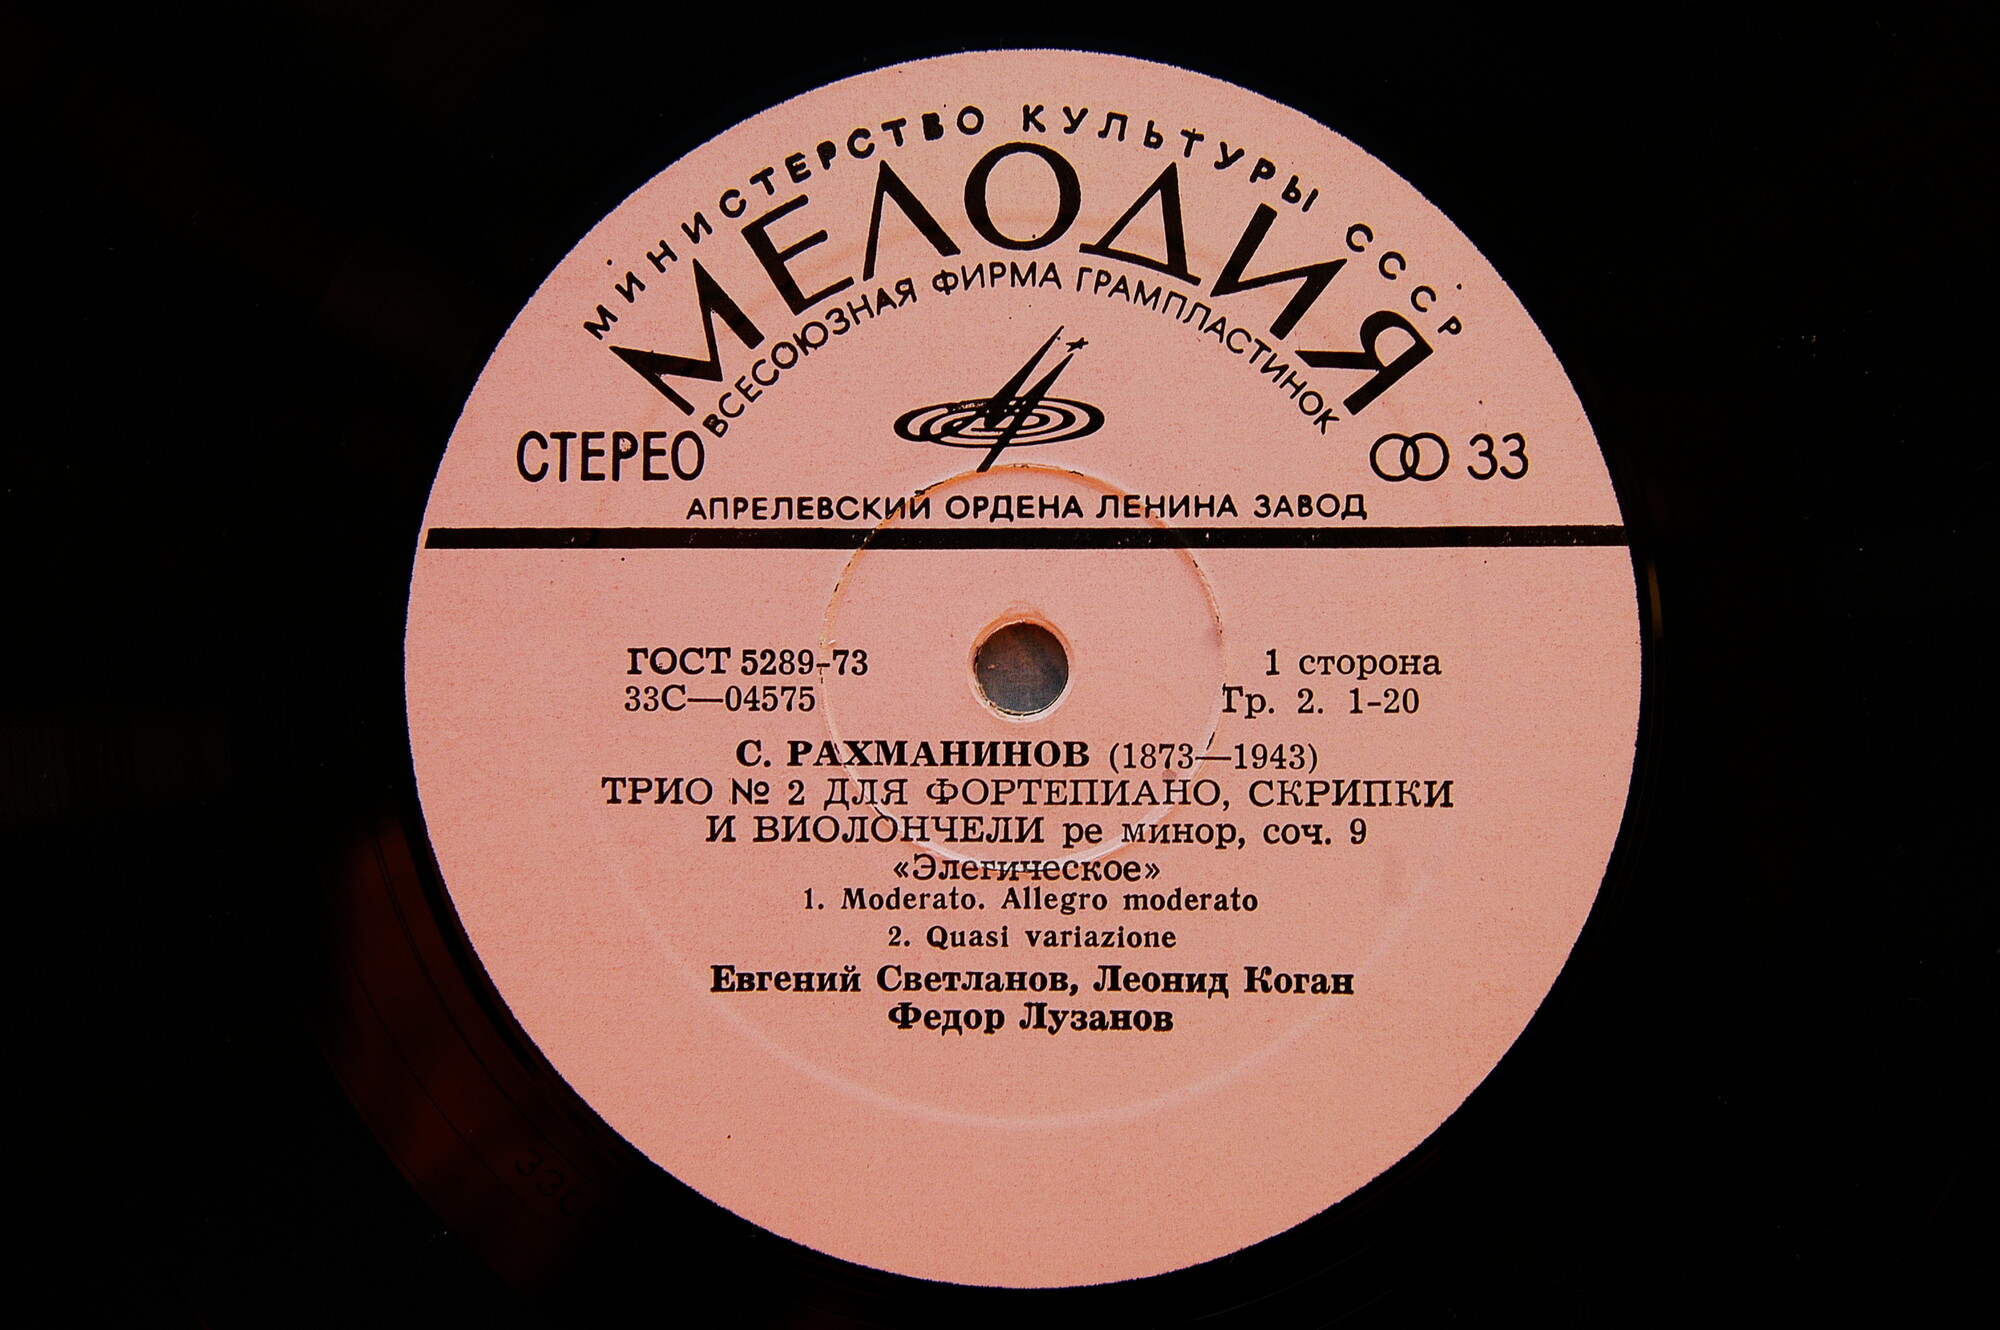 МИНИСТЕРСТВО КУЛЬТУРЫ СССР
МЕЛОДИЯ
ВСЕСОЮЗНАЯ ФИРМА ГРАМПЛАСТИНОК
СТЕРЕО
33
АПРЕЛЕВСКИЙ ОРДЕНА ЛЕНИНА ЗАВОД
ГОСТ 5289-73
1 сторона
33С—04575
Гр. 2. 1-20
С. РАХМАНИНОВ (1873—1943)
ТРИО № 2 ДЛЯ ФОРТЕПИАНО, СКРИПКИ
И ВИОЛОНЧЕЛИ ре минор, соч. 9
«Элегическое»
1. Moderato. Allegro moderato
2. Quasi variazione
Евгений Светланов, Леонид Коган
Федор Лузанов
33С